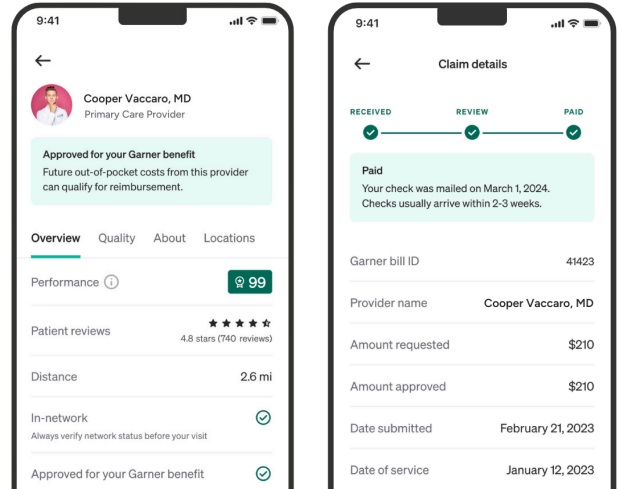 9:41
Cooper Vaccaro, MD
Primary Care Provider
Approved for your Garner benefit
Future out-of-pocket costs from this provider
can qualify for reimbursement.
Overview Quality About Locations
Performance 99
Patient reviews
4.8 stars (740 reviews)
Distance 2.6 mi
In-network
Always verify network status before your visit
Approved for your Garner benefit
9:41
Claim details
RECEIVED REVIEW PAID
Paid
Your check was mailed on March 1, 2024.
Checks usually arrive within 2-3 weeks.
Garner bill ID 41423
Provider name Cooper Vaccaro, MD
Amount requested $210
Amount approved $210
Date submitted February 21, 2023
Date of service January 12, 2023